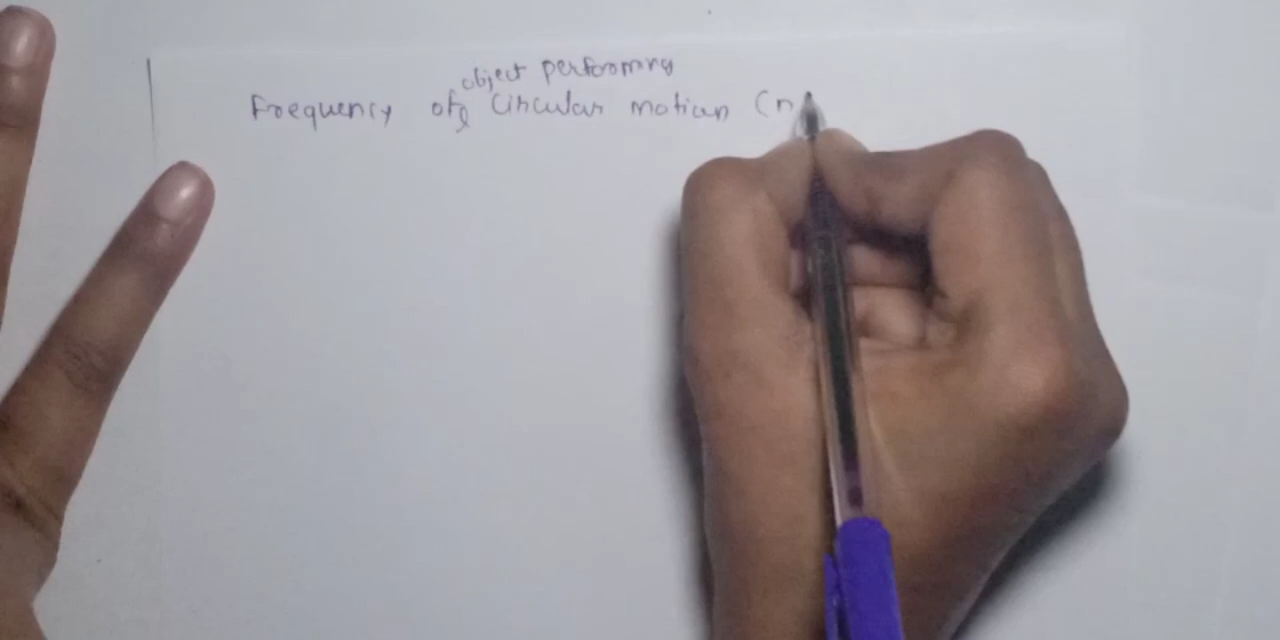 object performing
Frequency of circular motion (n